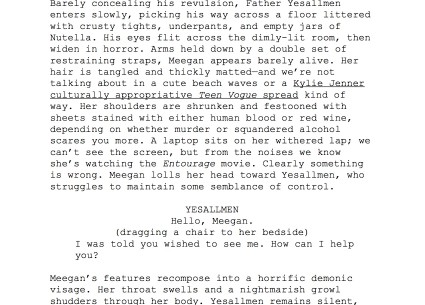 Barely concealing his revulsion, Father Yesallmen
enters slowly, picking his way across a floor littered
with crusty tights, underpants, and empty jars of
Nutella. His eyes flit across the dimly-lit room, then
widen in horror. Arms held down by a double set of
restraining straps, Meegan appears barely alive. Her
hair is tangled and thickly matted—and we're not
talking about in a cute beach waves or a Kylie Jenner
culturally appropriative Teen Vogue spread kind of
way. Her shoulders are shrunken and festooned with
sheets stained with either human blood or red wine,
depending on whether murder or squandered alcohol
scares you more. A laptop sits on her withered lap; we
can't see the screen, but from the noises we know
she's watching the Entourage movie. Clearly something
is wrong. Meegan lolls her head toward Yesallmen, who
struggles to maintain some semblance of control.
YESALLMEN
Hello, Meegan.
(dragging a chair to her bedside)
I was told you wished to see me. How can I help
you?
Meegan's features recompose into a horrific demonic
visage. Her throat swells and a nightmarish growl
shudders through her body. Yesallmen remains silent,